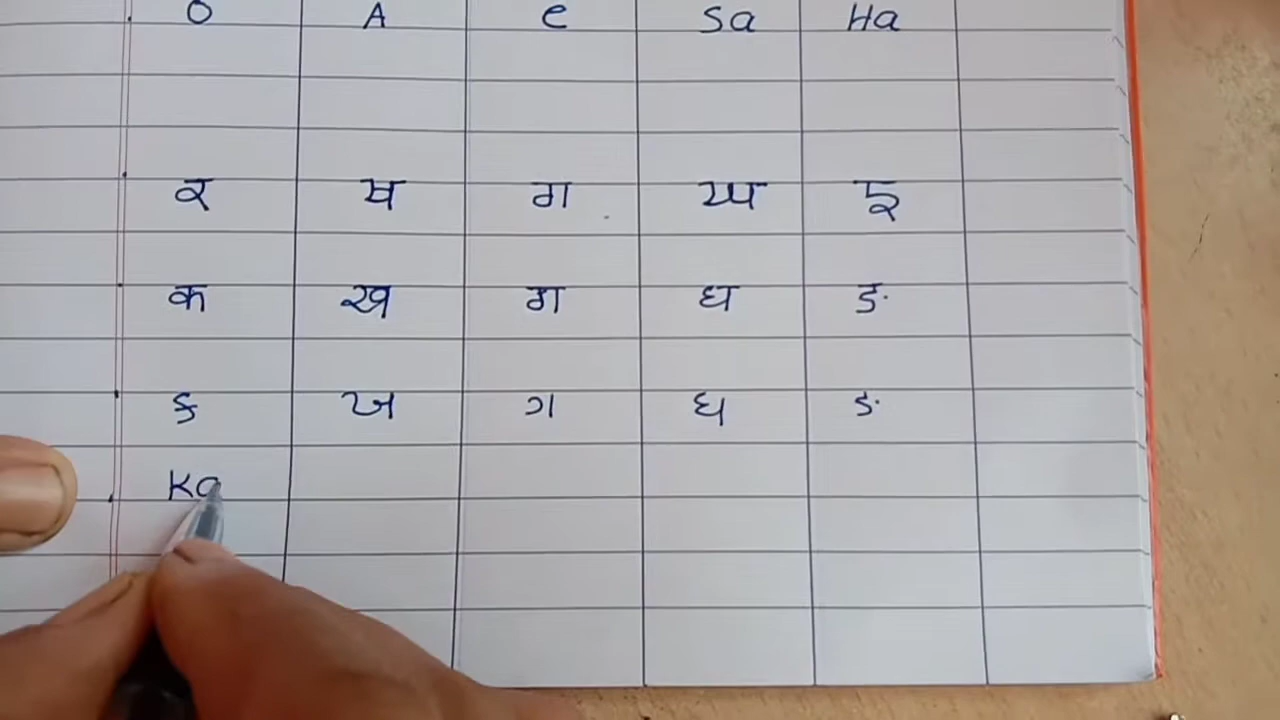 O A e Sa Ha
ਕ ਖ ਗ ਘ ਙ
क ख ग घ ङ
ક ખ ગ ઘ ઙ
Ka